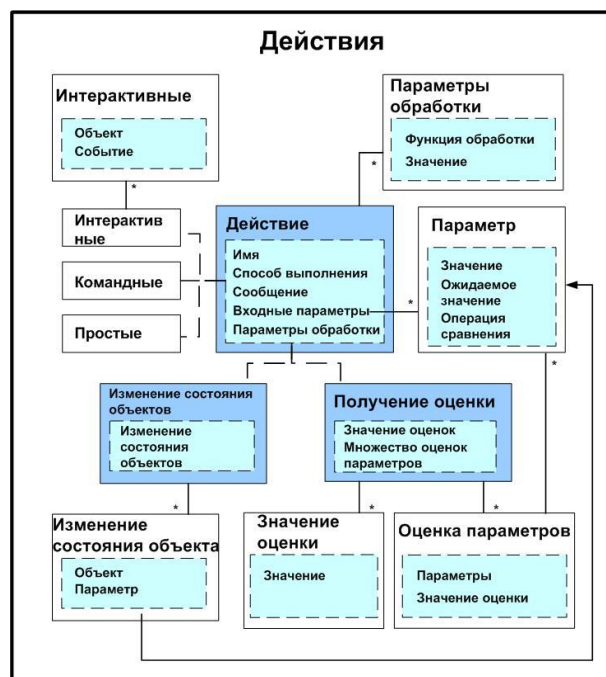 Действия
Интерактивные
Объект
Событие
*
Параметры
обработки
Функция обработки
Значение
*
Интерактив
ные
Командные
Простые
Действие
Имя
Способ выполнения
Сообщение
Входные параметры
Параметры обработки
*
Параметр
Значение
Ожидаемое
значение
Операция
сравнения
*
Изменение состояния
объектов
Изменение
состояния
объектов
*
Получение оценки
Значение оценок
Множество оценок
параметров
*
*
Изменение
состояния объекта
Объект
Параметр
Значение
оценки
Значение
Оценка параметров
Параметры
Значение оценки